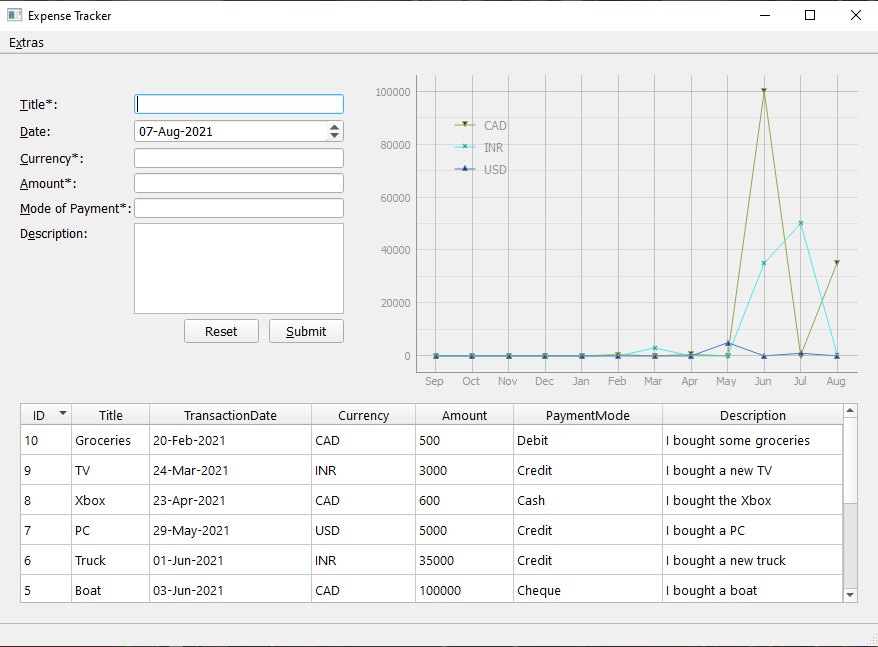 Expense Tracker
Extras
Title*:
Date: 07-Aug-2021
Currency*:
Amount*:
Mode of Payment*:
Description:
Reset Submit
100000
80000
60000
40000
20000
0
CAD
INR
USD
Sep Oct Nov Dec Jan Feb Mar Apr May Jun Jul Aug
ID Title TransactionDate Currency Amount PaymentMode Description
10 Groceries 20-Feb-2021 CAD 500 Debit I bought some groceries
9 TV 24-Mar-2021 INR 3000 Credit I bought a new TV
8 Xbox 23-Apr-2021 CAD 600 Cash I bought the Xbox
7 PC 29-May-2021 USD 5000 Credit I bought a PC
6 Truck 01-Jun-2021 INR 35000 Credit I bought a new truck
5 Boat 03-Jun-2021 CAD 100000 Cheque I bought a boat